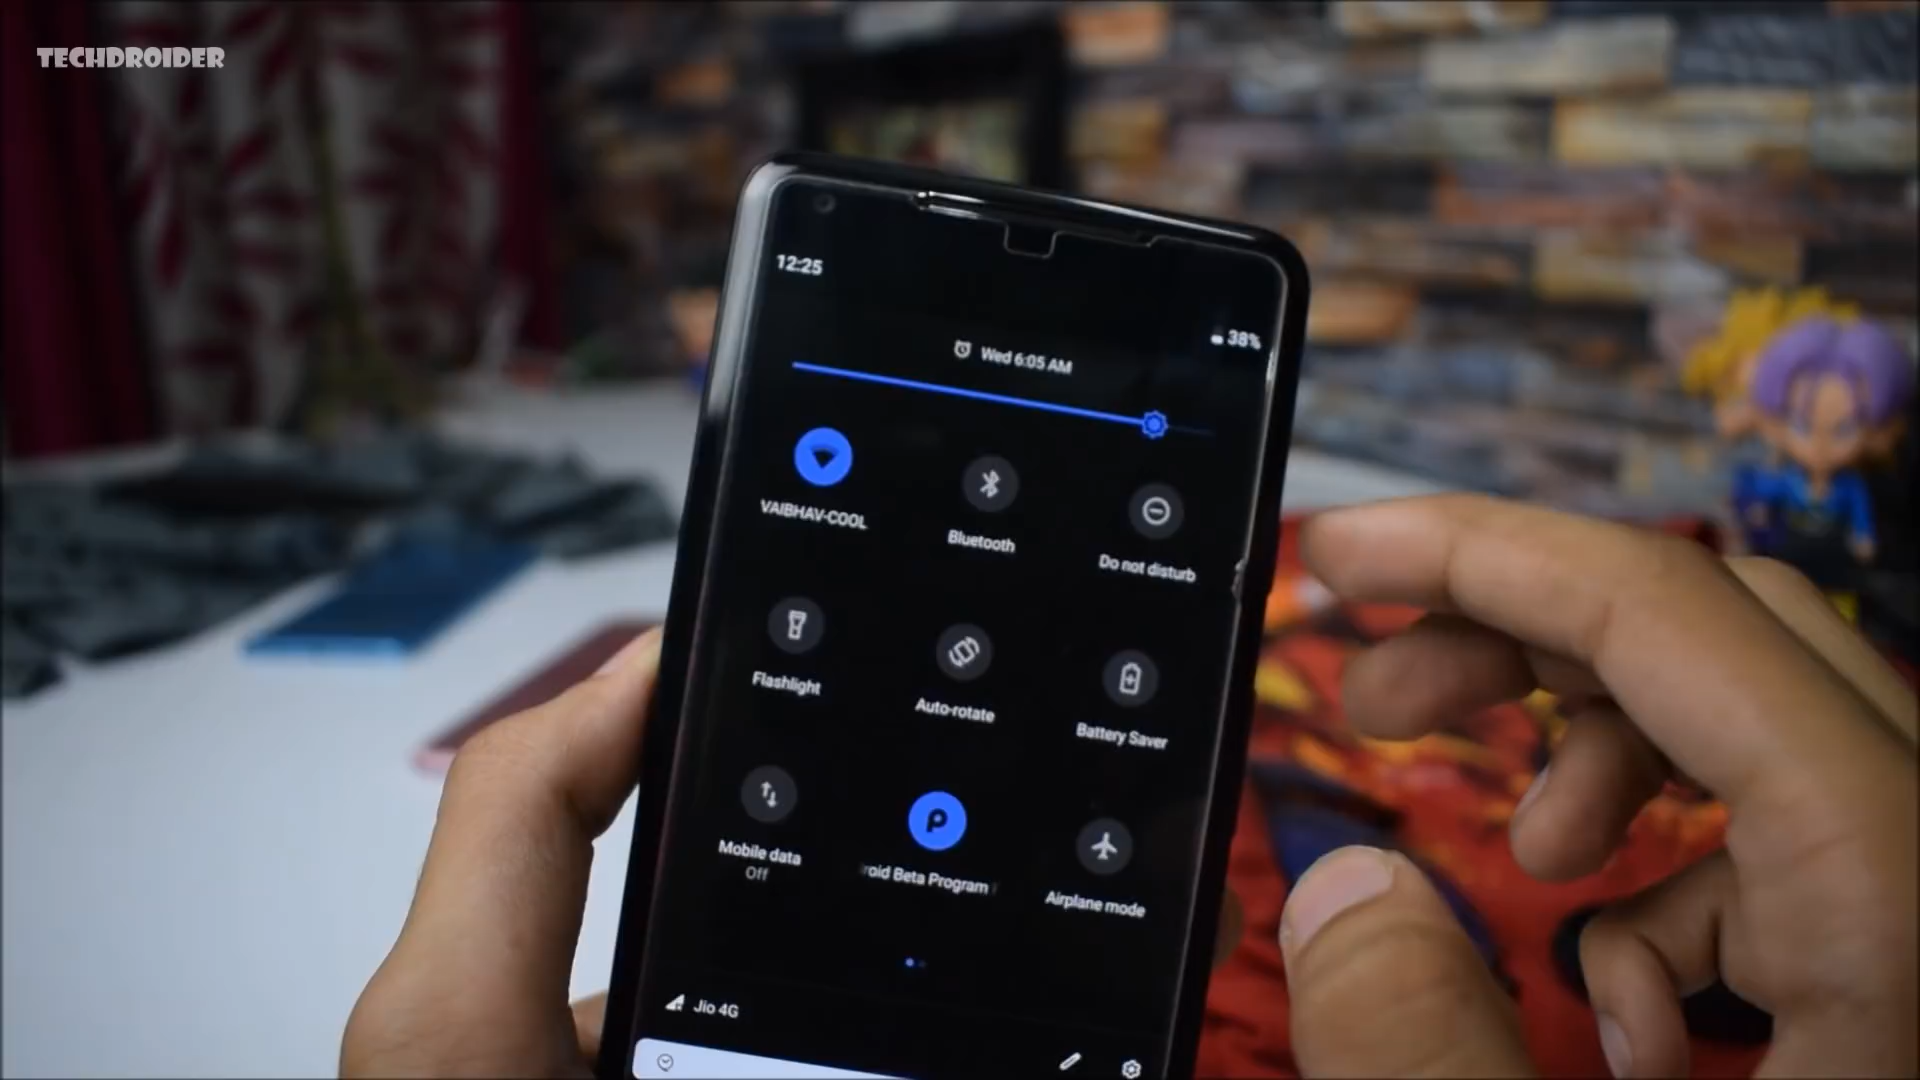 TECHDROIDER
12:25
38%
Wed 6:05 AM
VAIBHAV-COOL
Bluetooth
Do not disturb
Flashlight
Auto-rotate
Battery Saver
Mobile data
Off
roid Beta Program
Airplane mode
Jio 4G